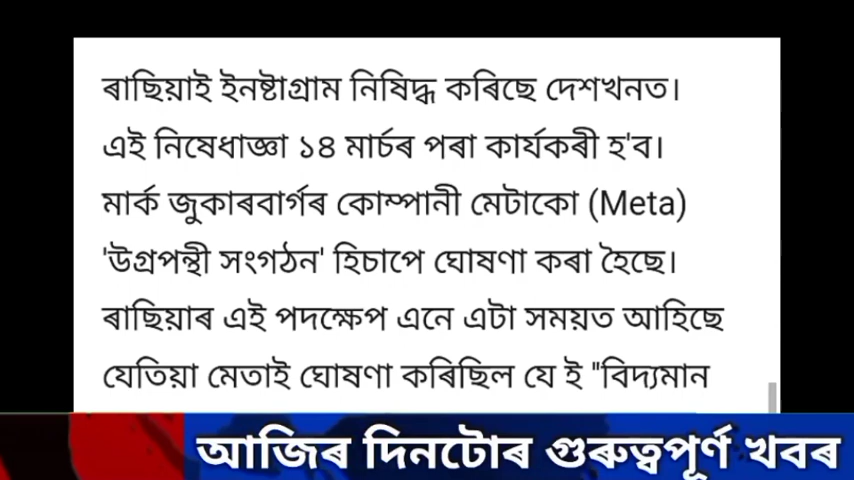 ৰাছিয়াই ইনষ্টাগ্ৰাম নিষিদ্ধ কৰিছে দেশখনত।
এই নিষেধাজ্ঞা ১৪ মাৰ্চৰ পৰা কাৰ্যকৰী হ'ব।
মাৰ্ক জুকাৰবাৰ্গৰ কোম্পানী মেটাকো (Meta)
'উগ্ৰপন্থী সংগঠন' হিচাপে ঘোষণা কৰা হৈছে।
ৰাছিয়াৰ এই পদক্ষেপ এনে এটা সময়ত আহিছে
যেতিয়া মেতাই ঘোষণা কৰিছিল যে ই "বিদ্যমান
আজিৰ দিনটোৰ গুৰুত্বপূৰ্ণ খবৰ